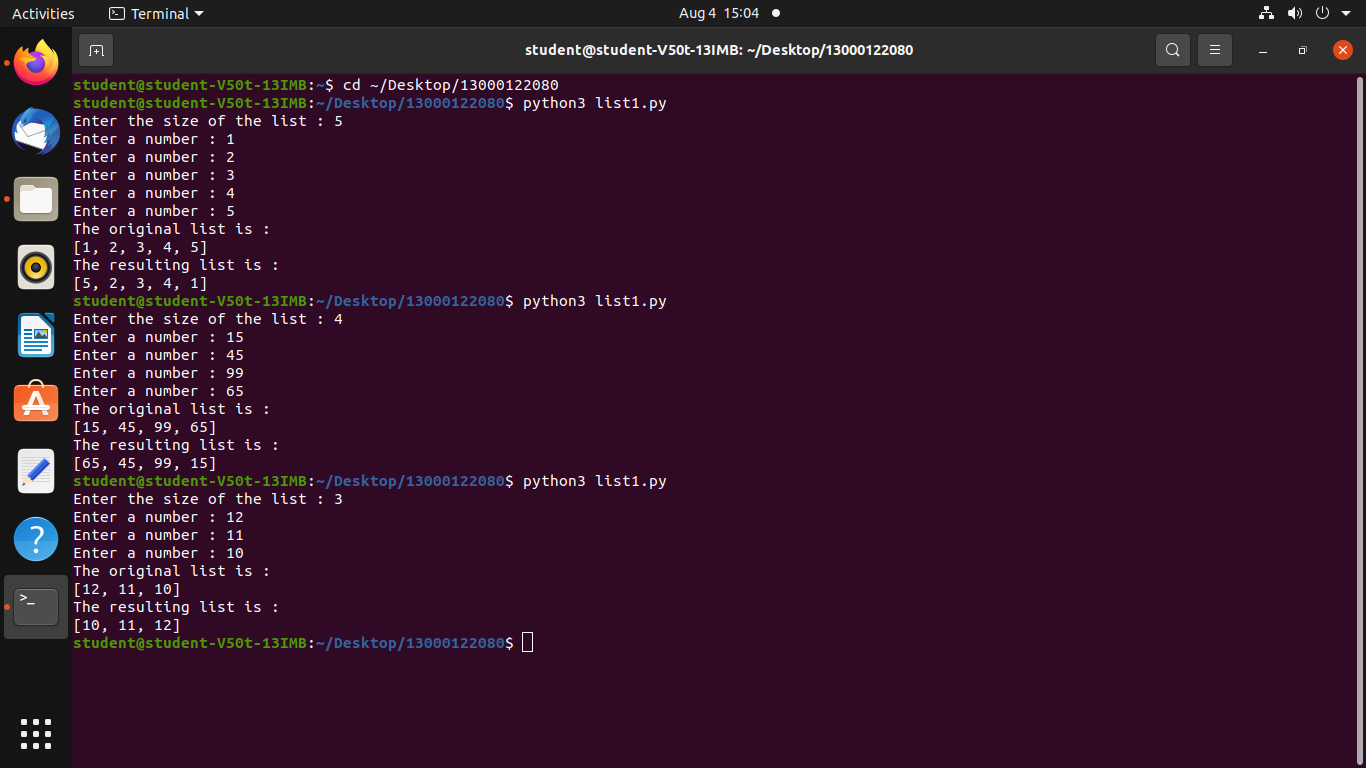 Activities Terminal Aug 4 15:04
student@student-V50t-13IMB: ~/Desktop/13000122080
student@student-V50t-13IMB:~$ cd ~/Desktop/13000122080
student@student-V50t-13IMB:~/Desktop/13000122080$ python3 list1.py
Enter the size of the list : 5
Enter a number : 1
Enter a number : 2
Enter a number : 3
Enter a number : 4
Enter a number : 5
The original list is :
[1, 2, 3, 4, 5]
The resulting list is :
[5, 2, 3, 4, 1]
student@student-V50t-13IMB:~/Desktop/13000122080$ python3 list1.py
Enter the size of the list : 4
Enter a number : 15
Enter a number : 45
Enter a number : 99
Enter a number : 65
The original list is :
[15, 45, 99, 65]
The resulting list is :
[65, 45, 99, 15]
student@student-V50t-13IMB:~/Desktop/13000122080$ python3 list1.py
Enter the size of the list : 3
Enter a number : 12
Enter a number : 11
Enter a number : 10
The original list is :
[12, 11, 10]
The resulting list is :
[10, 11, 12]
student@student-V50t-13IMB:~/Desktop/13000122080$